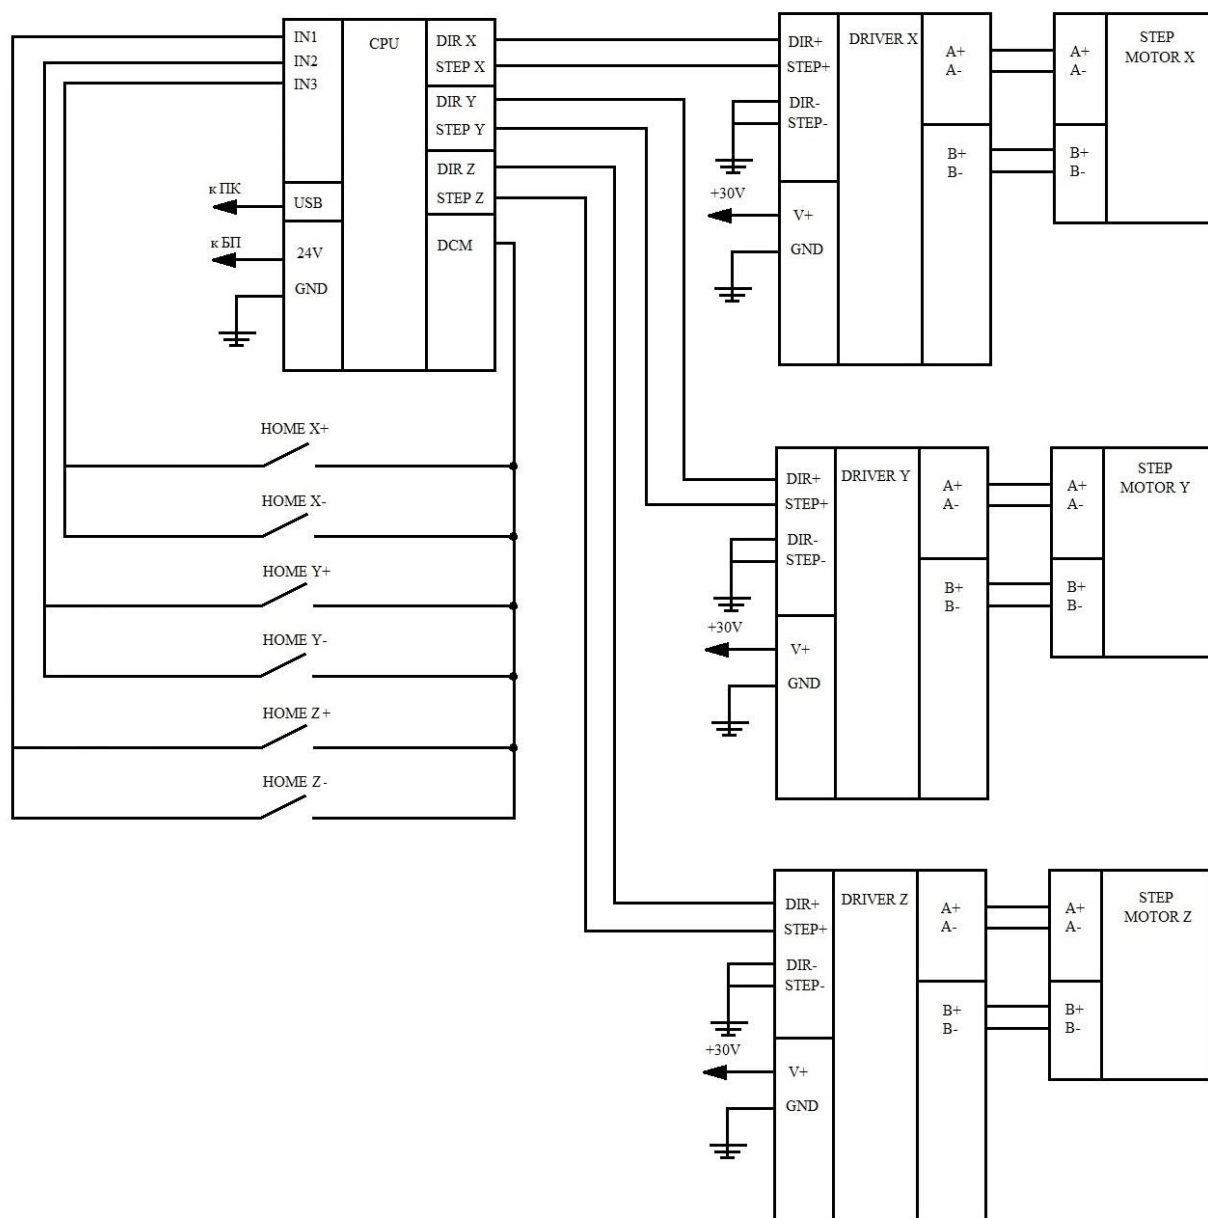 IN1
IN2
IN3
CPU
DIR X
STEP X
DIR Y
STEP Y
DIR Z
STEP Z
к ПК
USB
к БП
24V
GND
DCM
HOME X+
HOME X-
HOME Y+
HOME Y-
HOME Z+
HOME Z-
DIR+
STEP+
DIR-
STEP-
+30V
V+
GND
DRIVER X
A+
A-
B+
B-
A+
A-
B+
B-
STEP
MOTOR X
DIR+
STEP+
DIR-
STEP-
+30V
V+
GND
DRIVER Y
A+
A-
B+
B-
A+
A-
B+
B-
STEP
MOTOR Y
DIR+
STEP+
DIR-
STEP-
+30V
V+
GND
DRIVER Z
A+
A-
B+
B-
A+
A-
B+
B-
STEP
MOTOR Z